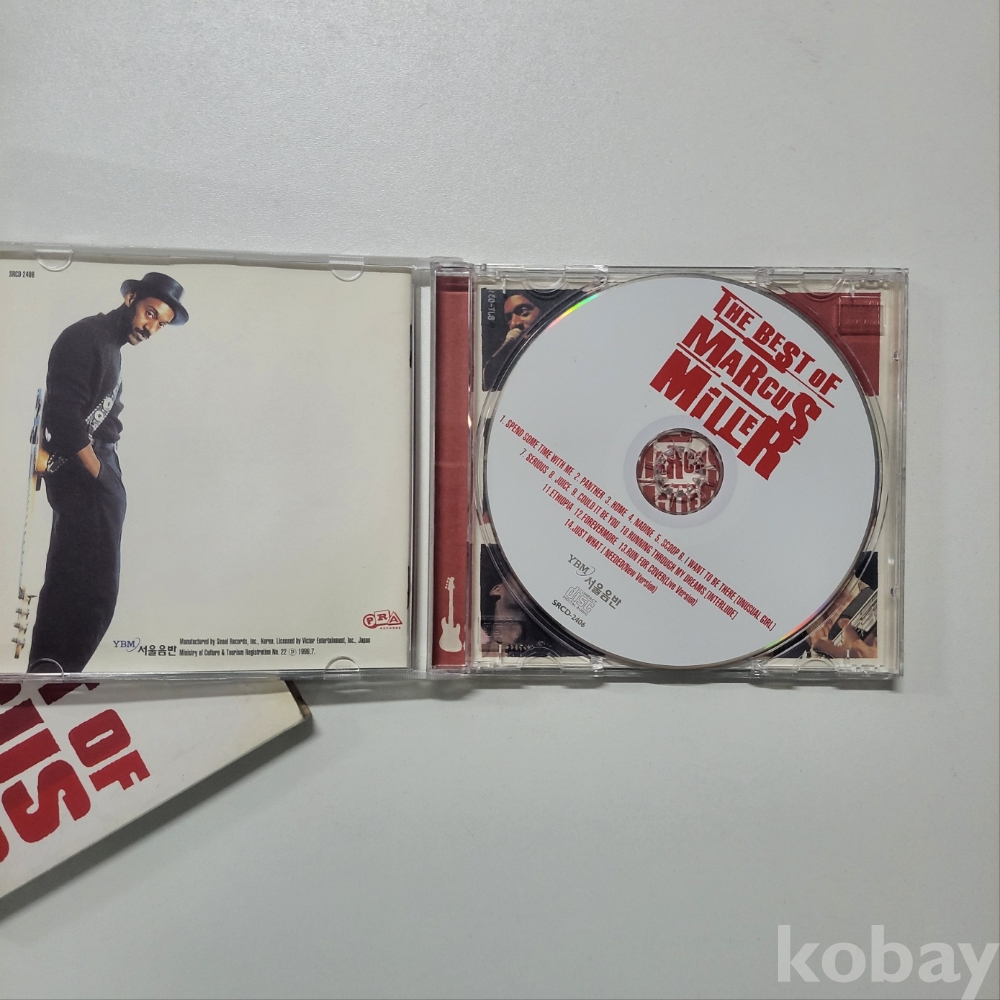 SRCD-2406
YBM
서울음반
Manufactured by Seoul Records, Inc., Korea. Licensed by Victor Entertainment, Inc., Japan
Ministry of Culture & Tourism Registration No. 22 ℗ 1999.7.
PRA
RECORDS
THE BEST OF
MARCUS
MiLLER
1. SPEND SOME TIME WITH ME 2. PANTHER 3. HOME 4. NADINE 5. SCOOP 6. I WANT TO BE THERE [UNUSUAL GIRL]
7. SERIOUS 8. JUICE 9. COULD IT BE YOU 10.RUNNING THROUGH MY DREAMS [INTERLUDE]
11.ETHIOPIA 12.FOREVERMORE 13.RUN FOR COVER(Live Version)
14.JUST WHAT I NEEDED(New Version)
YBM
서울음반
SRCD-2406
OF
kobay